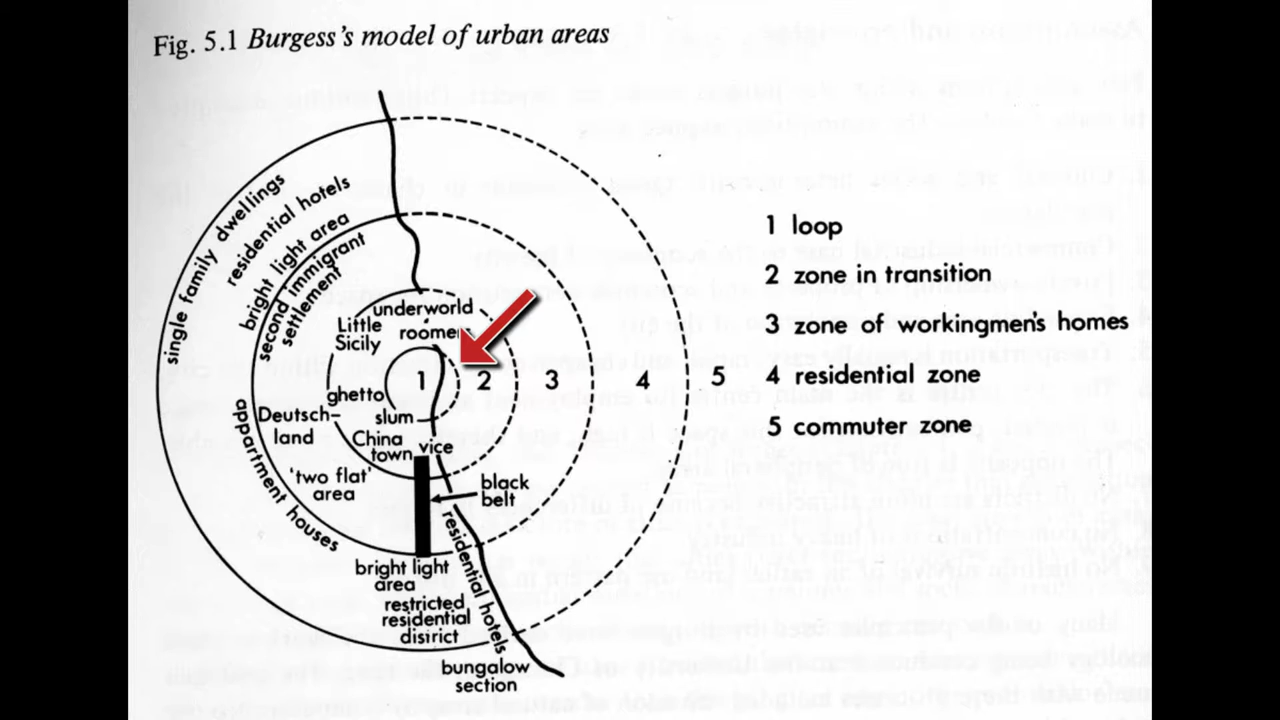 Fig. 5.1 Burgess's model of urban areas
single family dwellings
residential hotels
bright light area
second immigrant
settlement
underworld
Little
Sicily
1
2
3
4
5
ghetto
slum
Deutsch-
land
China
town
vice
'two flat'
area
appartment houses
black
belt
bright light
area
residential hotels
restricted
residential
district
bungalow
section
1 loop
2 zone in transition
3 zone of workingmen's homes
4 residential zone
5 commuter zone